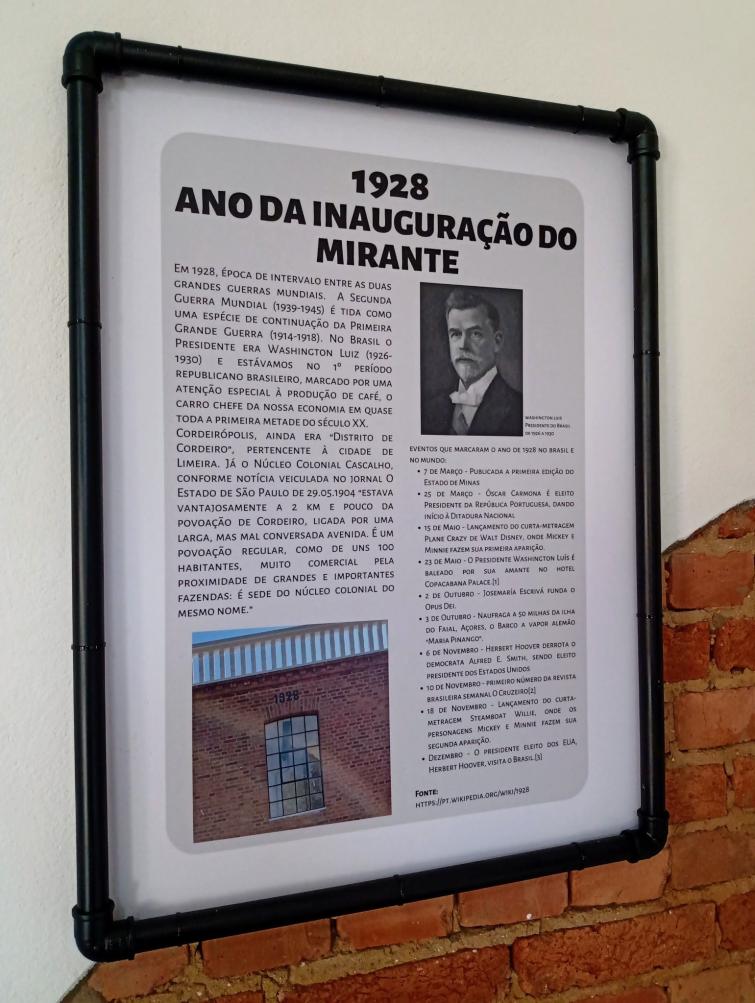 1928
ANO DA INAUGURAÇÃO DO
MIRANTE
EM 1928, ÉPOCA DE INTERVALO ENTRE AS DUAS
GRANDES GUERRAS MUNDIAIS. A SEGUNDA
GUERRA MUNDIAL (1939-1945) É TIDA COMO
UMA ESPÉCIE DE CONTINUAÇÃO DA PRIMEIRA
GRANDE GUERRA (1914-1918). NO BRASIL O
PRESIDENTE ERA WASHINGTON LUIZ (1926-
1930) E ESTÁVAMOS NO 1º PERÍODO
REPUBLICANO BRASILEIRO, MARCADO POR UMA
ATENÇÃO ESPECIAL À PRODUÇÃO DE CAFÉ, O
CARRO CHEFE DA NOSSA ECONOMIA EM QUASE
TODA A PRIMEIRA METADE DO SÉCULO XX.
CORDEIRÓPOLIS, AINDA ERA "DISTRITO DE
CORDEIRO", PERTENCENTE À CIDADE DE
LIMEIRA. JÁ O NÚCLEO COLONIAL CASCALHO,
CONFORME NOTÍCIA VEICULADA NO JORNAL O
ESTADO DE SÃO PAULO DE 29.05.1904 "ESTAVA
VANTAJOSAMENTE A 2 KM E POUCO DA
POVOAÇÃO DE CORDEIRO, LIGADA POR UMA
LARGA, MAS MAL CONVERSADA AVENIDA. É UM
POVOAÇÃO REGULAR, COMO DE UNS 100
HABITANTES, MUITO COMERCIAL PELA
PROXIMIDADE DE GRANDES E IMPORTANTES
FAZENDAS: É SEDE DO NÚCLEO COLONIAL DO
MESMO NOME."
1928
WASHINGTON LUIS
PRESIDENTE DO BRASIL
DE 1926 A 1930
EVENTOS QUE MARCARAM O ANO DE 1928 NO BRASIL E
NO MUNDO:
• 7 DE MARÇO - PUBLICADA A PRIMEIRA EDIÇÃO DO
ESTADO DE MINAS
• 25 DE MARÇO - ÓSCAR CARMONA É ELEITO
PRESIDENTE DA REPÚBLICA PORTUGUESA, DANDO
INÍCIO À DITADURA NACIONAL
• 15 DE MAIO - LANÇAMENTO DO CURTA-METRAGEM
PLANE CRAZY DE WALT DISNEY, ONDE MICKEY E
MINNIE FAZEM SUA PRIMEIRA APARIÇÃO.
• 23 DE MAIO - O PRESIDENTE WASHINGTON LUÍS É
BALEADO POR SUA AMANTE NO HOTEL
COPACABANA PALACE.[1]
• 2 DE OUTUBRO - JOSEMARÍA ESCRIVÁ FUNDA O
OPUS DEI.
• 3 DE OUTUBRO - NAUFRAGA A 50 MILHAS DA ILHA
DO FAIAL, AÇORES, O BARCO A VAPOR ALEMÃO
"MARIA PINANGO".
• 6 DE NOVEMBRO - HERBERT HOOVER DERROTA O
DEMOCRATA ALFRED E. SMITH, SENDO ELEITO
PRESIDENTE DOS ESTADOS UNIDOS
• 10 DE NOVEMBRO - PRIMEIRO NÚMERO DA REVISTA
BRASILEIRA SEMANAL O CRUZEIRO[2]
• 18 DE NOVEMBRO - LANÇAMENTO DO CURTA-
METRAGEM STEAMBOAT WILLIE, ONDE OS
PERSONAGENS MICKEY E MINNIE FAZEM SUA
SEGUNDA APARIÇÃO.
• DEZEMBRO - O PRESIDENTE ELEITO DOS EUA,
HERBERT HOOVER, VISITA O BRASIL.[3]
FONTE:
HTTPS://PT.WIKIPEDIA.ORG/WIKI/1928